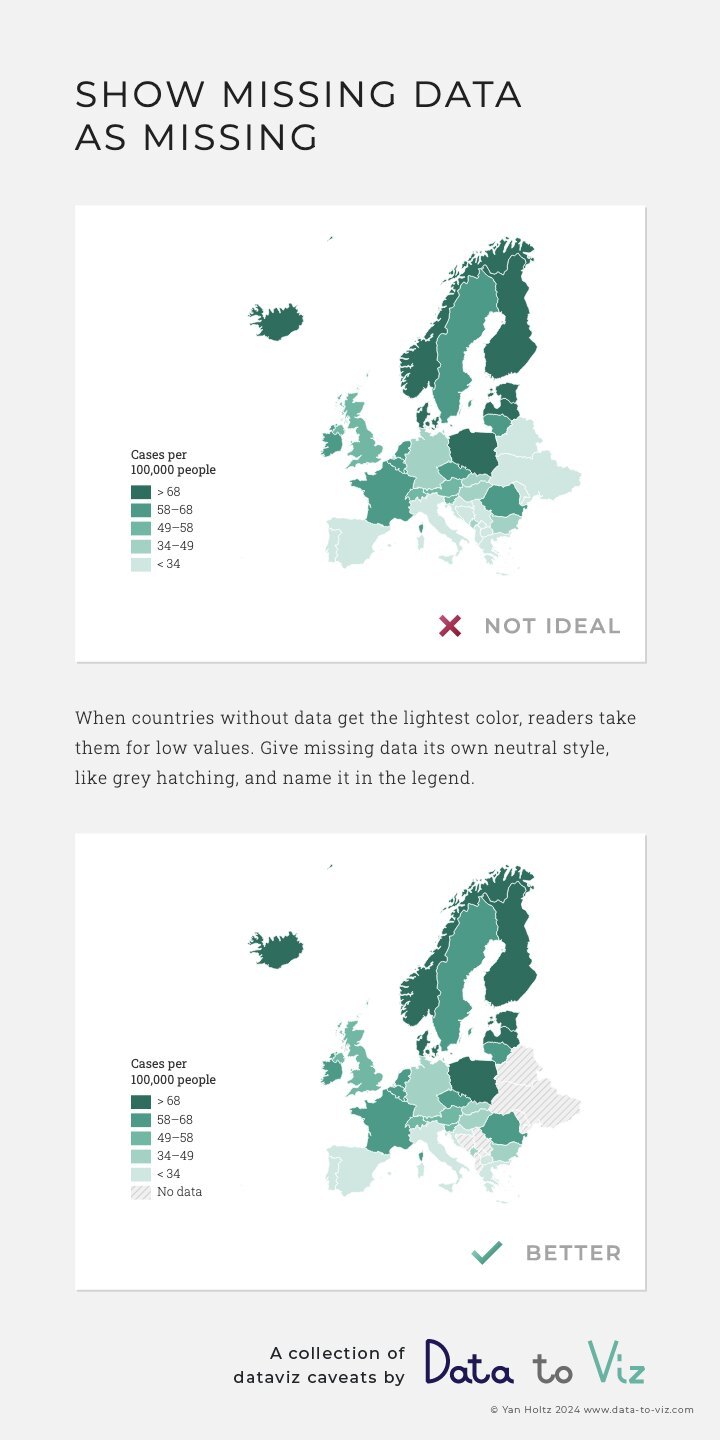 SHOW MISSING DATA
AS MISSING
Cases per
100,000 people
> 68
58–68
49–58
34–49
< 34
NOT IDEAL
When countries without data get the lightest color, readers take
them for low values. Give missing data its own neutral style,
like grey hatching, and name it in the legend.
Cases per
100,000 people
> 68
58–68
49–58
34–49
< 34
No data
BETTER
A collection of
dataviz caveats by
Data to Viz
© Yan Holtz 2024 www.data-to-viz.com